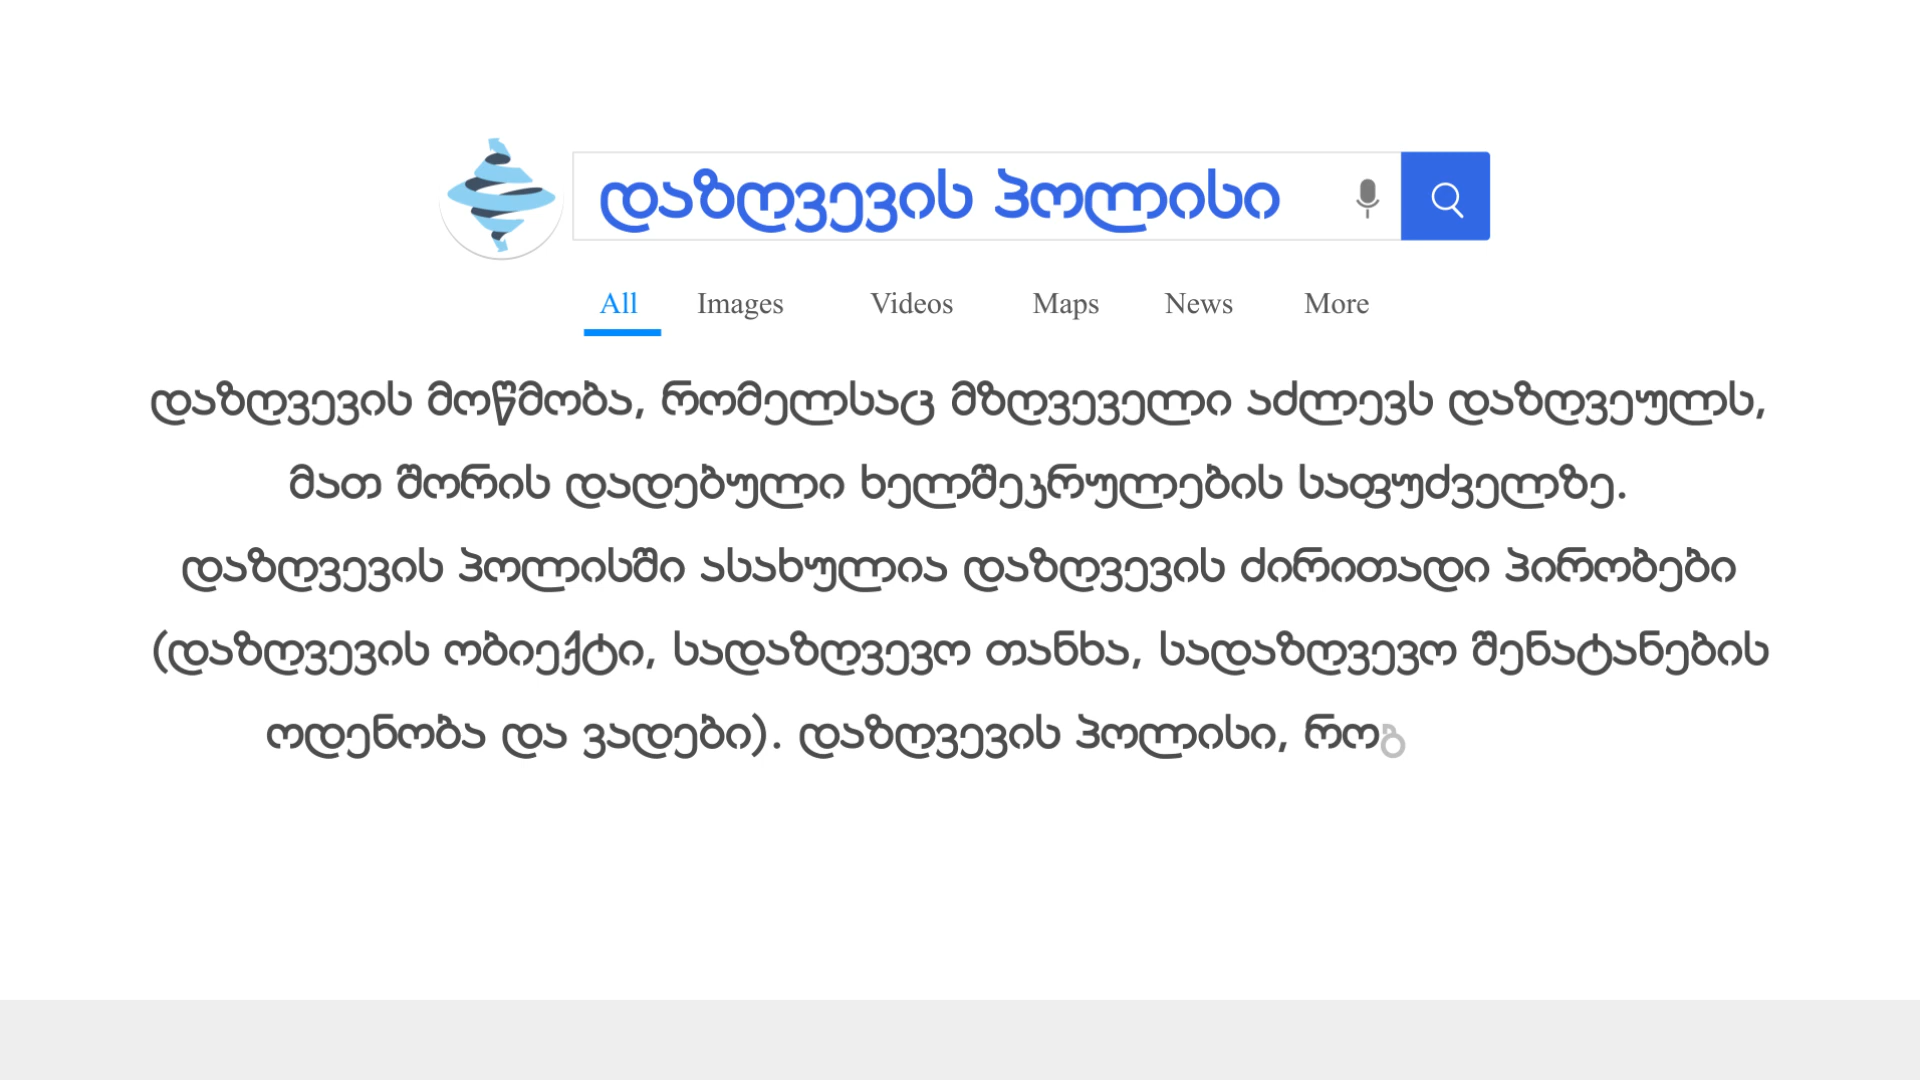 დაზღვევის პოლისი
All Images Videos Maps News More
დაზღვევის მოწმობა, რომელსაც მზღვეველი აძლევს დაზღვეულს,
მათ შორის დადებული ხელშეკრულების საფუძველზე.
დაზღვევის პოლისში ასახულია დაზღვევის ძირითადი პირობები
(დაზღვევის ობიექტი, სადაზღვევო თანხა, სადაზღვევო შენატანების
ოდენობა და ვადები). დაზღვევის პოლისი, რო